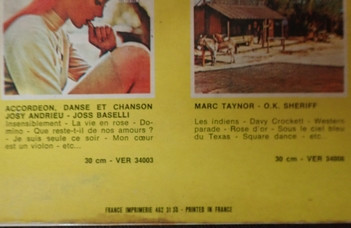 ACCORDEON, DANSE ET CHANSON
JOSY ANDRIEU - JOSS BASELLI
Insensiblement - La vie en rose - Do-
mino - Que reste-t-il de nos amours ?
- Je suis seule ce soir - Mon cœur
est un violon - etc...
30 cm - VER 34003
MARC TAYNOR - O.K. SHERIFF
Les indiens - Davy Crockett - Western
parade - Rose d'or - Sous le ciel bleu
du Texas - Square dance - etc...
30 cm - VER
FRANCE IMPRIMERIE - PRINTED IN FRANCE